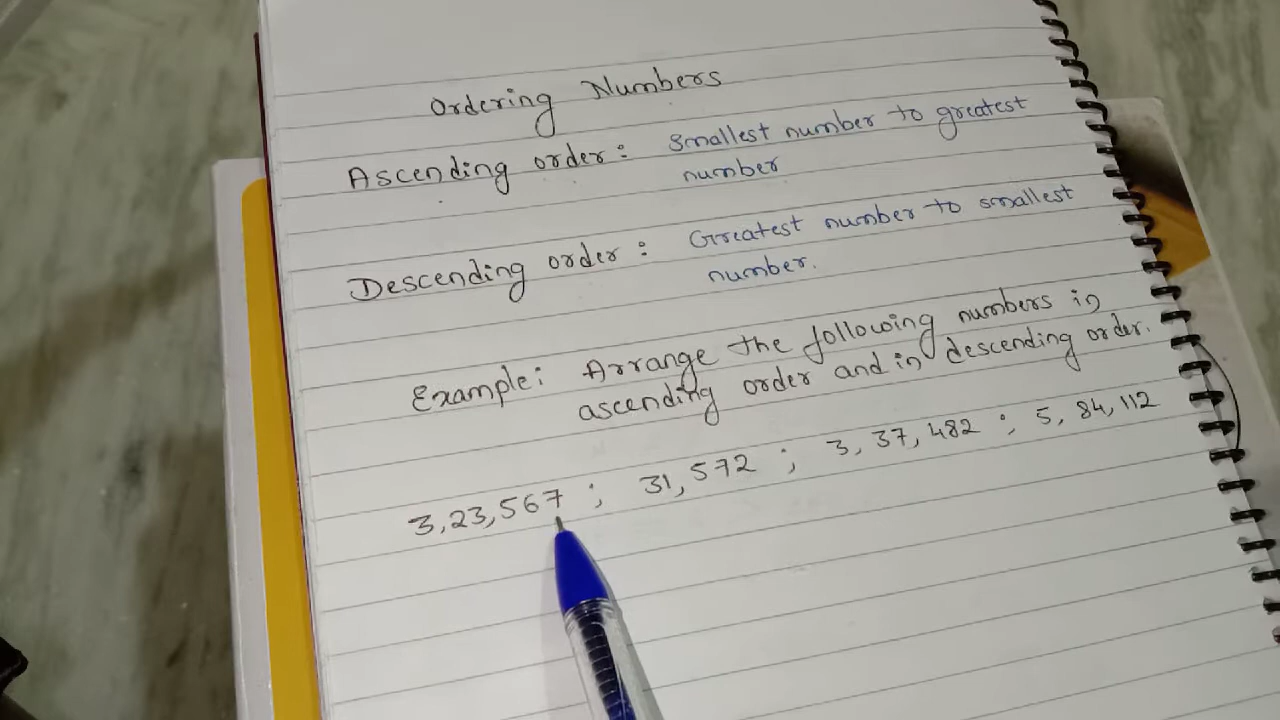 Ordering Numbers
Ascending order: Smallest number to greatest
number
Descending order: Greatest number to smallest
number.
Example: Arrange the following numbers in
ascending order and in descending order.
3,23,567 ; 31,572 ; 3,37,482 ; 5,84,112